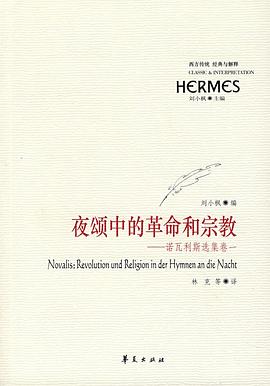 西方传统 经典与解释
CLASSIC & INTERPRETATION
HERMES
刘小枫 主编
刘小枫 编
夜颂中的革命和宗教
——诺瓦利斯选集卷一
Novalis: Revolution und Religion in der Hymnen an die Nacht
林 克 等 译
华夏出版社